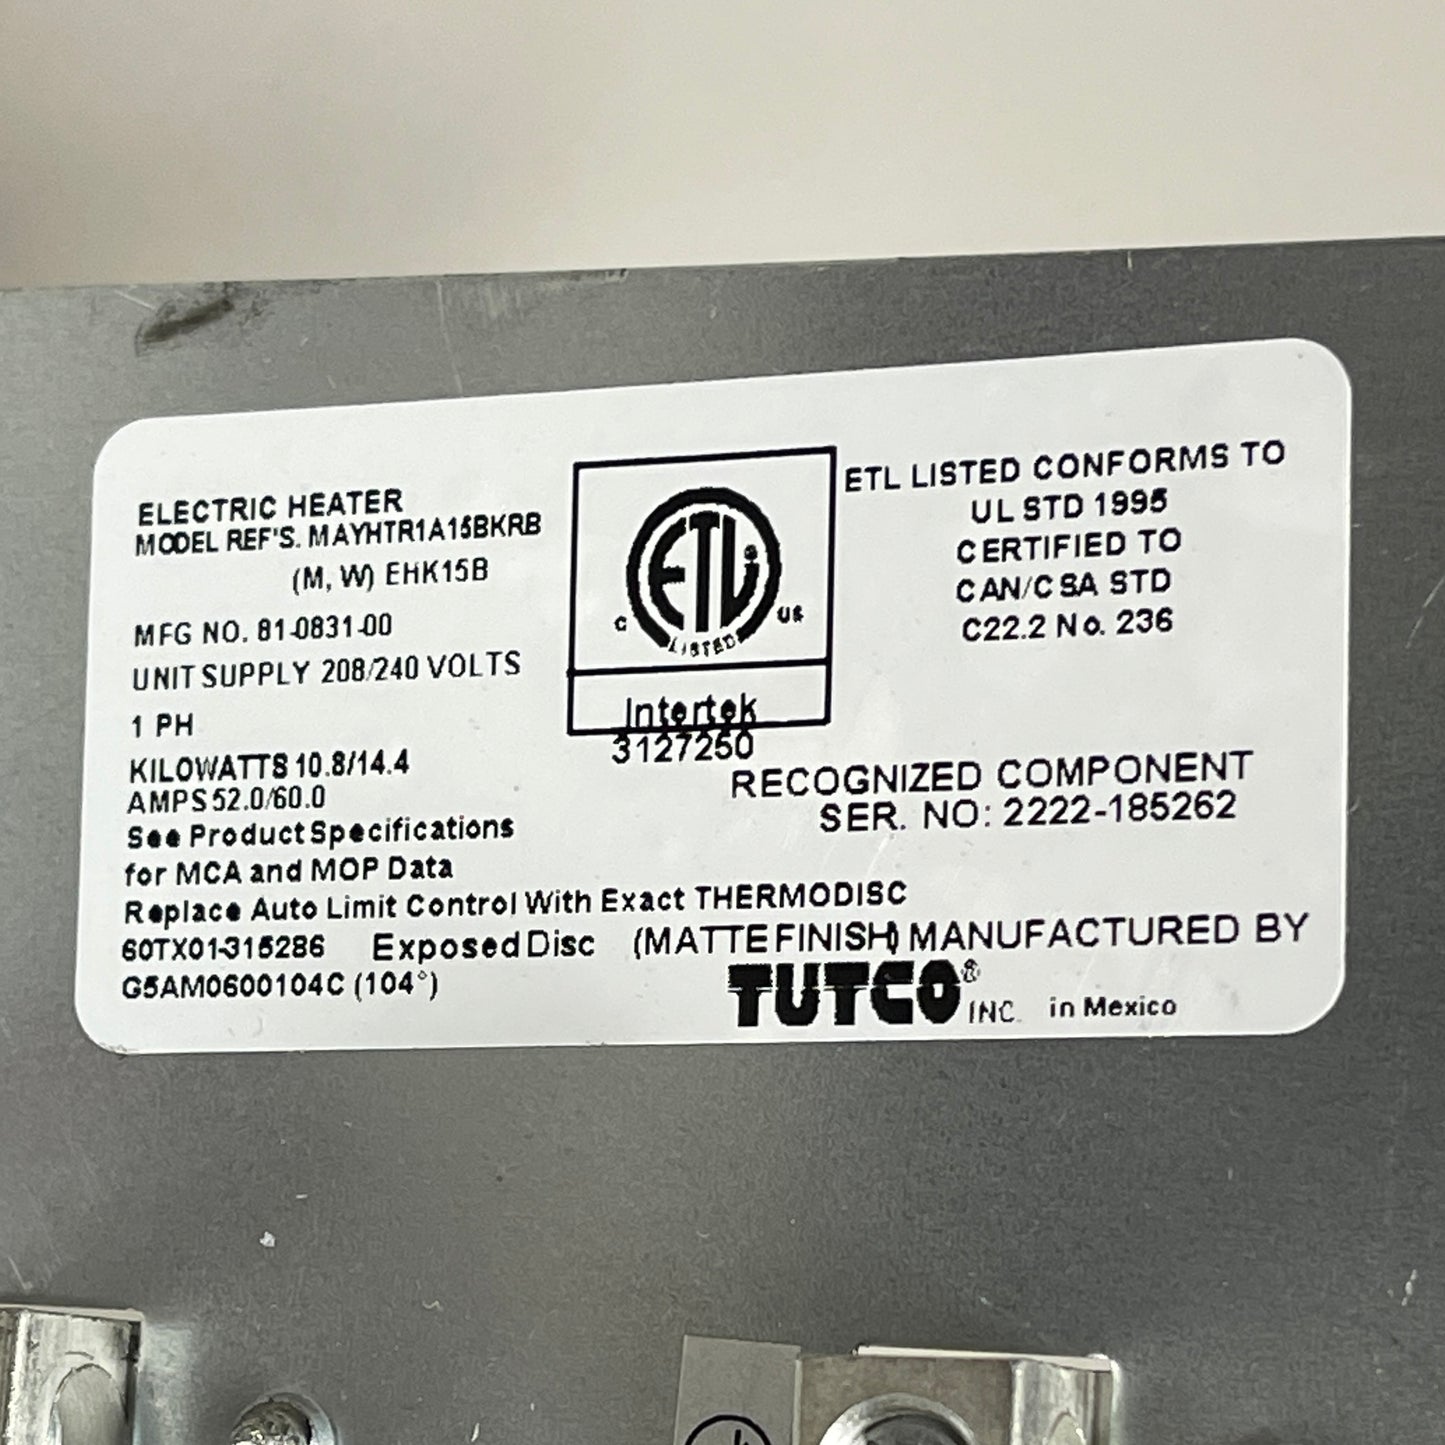 ELECTRIC HEATER
MODEL REF'S. MAYHTR1A15BKRB
(M, W) EHK15B
MFG NO. 81-0831-00
UNIT SUPPLY 208/240 VOLTS
1 PH
KILOWATTS 10.8/14.4
AMPS 52.0/60.0
See Product Specifications
for MCA and MOP Data
Replace Auto Limit Control With Exact THERMODISC
60TX01-315286 Exposed Disc (MATTE FINISH)
G5AM0600104C (104°)
ETL
C US
LISTED
Intertek
3127250
ETL LISTED CONFORMS TO
UL STD 1995
CERTIFIED TO
CAN/CSA STD
C22.2 No. 236
RECOGNIZED COMPONENT
SER. NO: 2222-185262
MANUFACTURED BY
TUTCO® INC. in Mexico